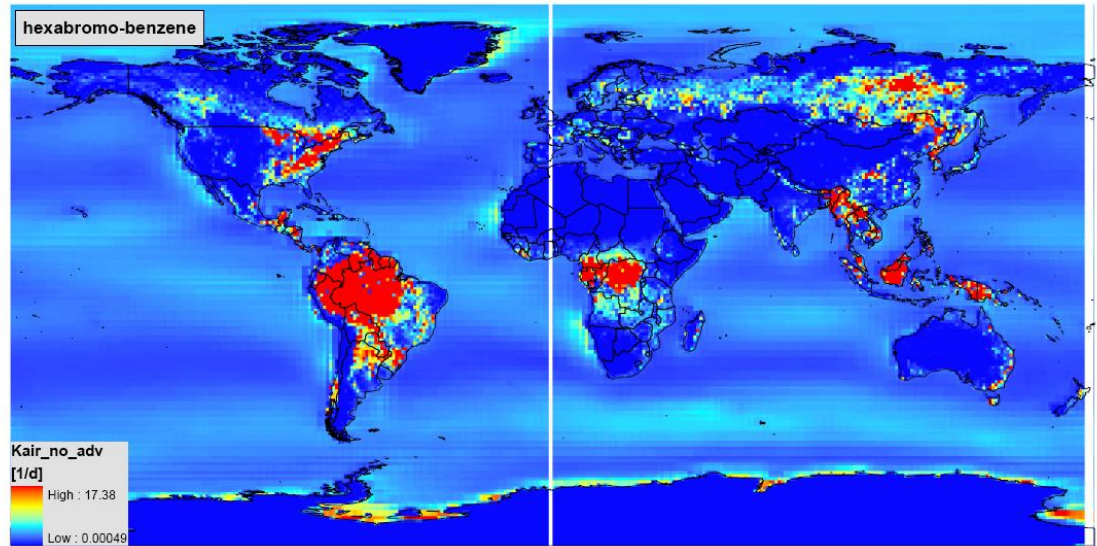 hexabromo-benzene
Kair_no_adv
[1/d]
High : 17.38
Low : 0.00049